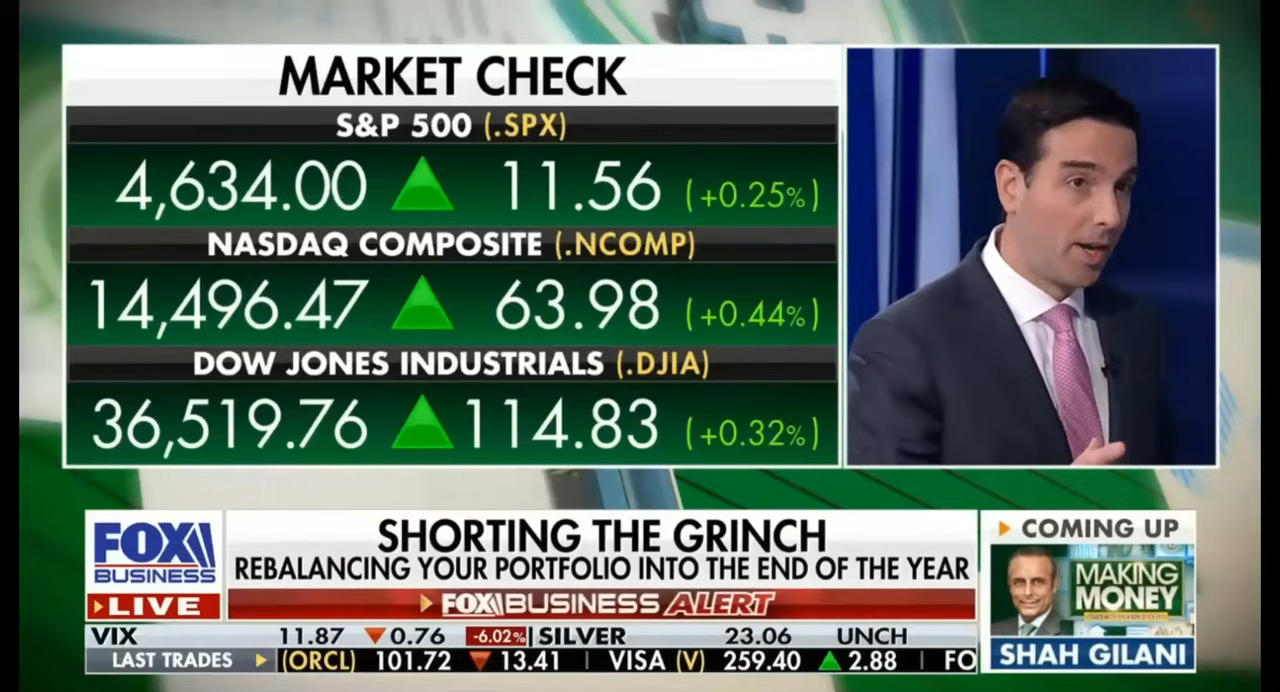 MARKET CHECK
S&P 500 (.SPX)
4,634.00 ▲ 11.56 (+0.25%)
NASDAQ COMPOSITE (.NCOMP)
14,496.47 ▲ 63.98 (+0.44%)
DOW JONES INDUSTRIALS (.DJIA)
36,519.76 ▲ 114.83 (+0.32%)
FOX
BUSINESS
LIVE
SHORTING THE GRINCH
REBALANCING YOUR PORTFOLIO INTO THE END OF THE YEAR
FOX BUSINESS ALERT
COMING UP
MAKING
MONEY
SHAH GILANI
VIX 11.87 ▼ 0.76 -6.02% SILVER 23.06 UNCH
LAST TRADES (ORCL) 101.72 ▼ 13.41 | VISA (V) 259.40 ▲ 2.88 | FO